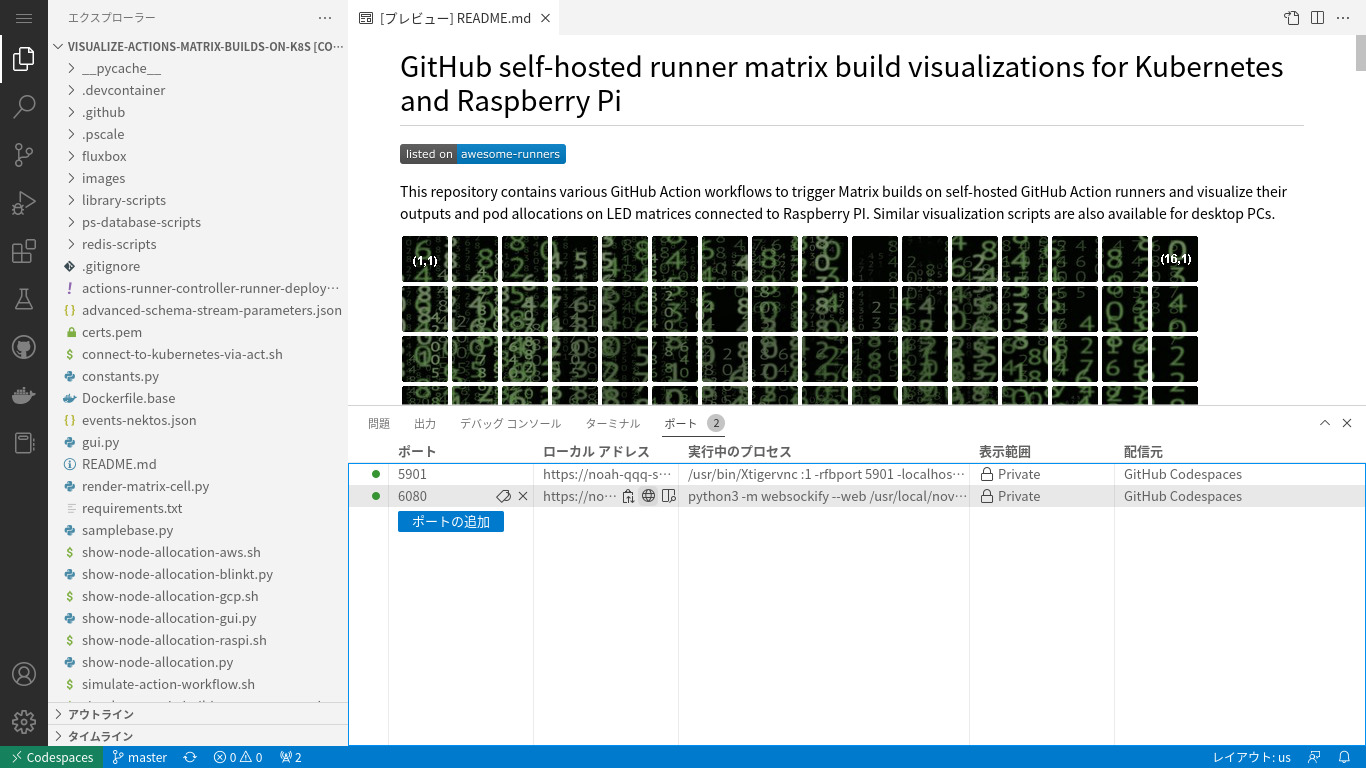 エクスプローラー
VISUALIZE-ACTIONS-MATRIX-BUILDS-ON-K8S [CO…
__pycache__
.devcontainer
.github
.pscale
fluxbox
images
library-scripts
ps-database-scripts
redis-scripts
.gitignore
actions-runner-controller-runner-deploy…
advanced-schema-stream-parameters.json
certs.pem
connect-to-kubernetes-via-act.sh
constants.py
Dockerfile.base
events-nektos.json
gui.py
README.md
render-matrix-cell.py
requirements.txt
samplebase.py
show-node-allocation-aws.sh
show-node-allocation-blinkt.py
show-node-allocation-gcp.sh
show-node-allocation-gui.py
show-node-allocation-raspi.sh
show-node-allocation.py
simulate-action-workflow.sh
アウトライン
タイムライン
[プレビュー] README.md
GitHub self-hosted runner matrix build visualizations for Kubernetes
and Raspberry Pi
listed on awesome-runners
This repository contains various GitHub Action workflows to trigger Matrix builds on self-hosted GitHub Action runners and visualize their
outputs and pod allocations on LED matrices connected to Raspberry PI. Similar visualization scripts are also available for desktop PCs.
(1,1) (16,1)
問題 出力 デバッグ コンソール ターミナル ポート 2
ポート ローカル アドレス 実行中のプロセス 表示範囲 配信元
5901 https://noah-qqq-s… /usr/bin/Xtigervnc :1 -rfbport 5901 -localhos… Private GitHub Codespaces
6080 https://no… python3 -m websockify --web /usr/local/nov… Private GitHub Codespaces
ポートの追加
Codespaces master 0 0 2 レイアウト: us